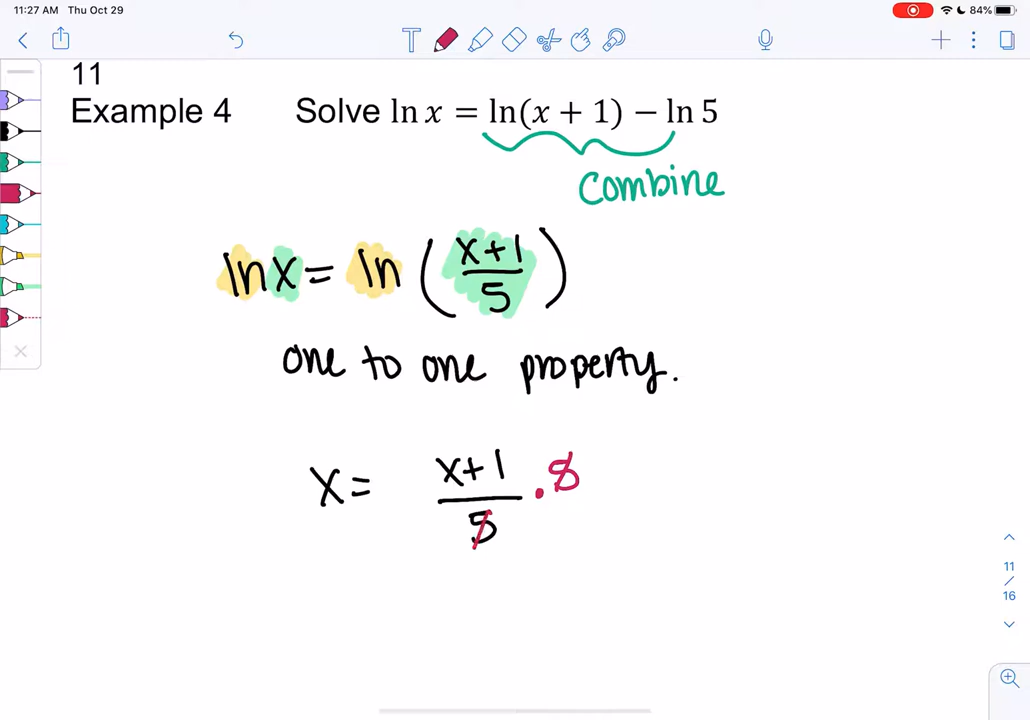 11:27 AM Thu Oct 29 84%
11
Example 4 Solve ln x = ln(x + 1) − ln 5
Combine
ln x = ln ( x+1 / 5 )
one to one property.
x = x+1 / 5 · 5
11
/
16